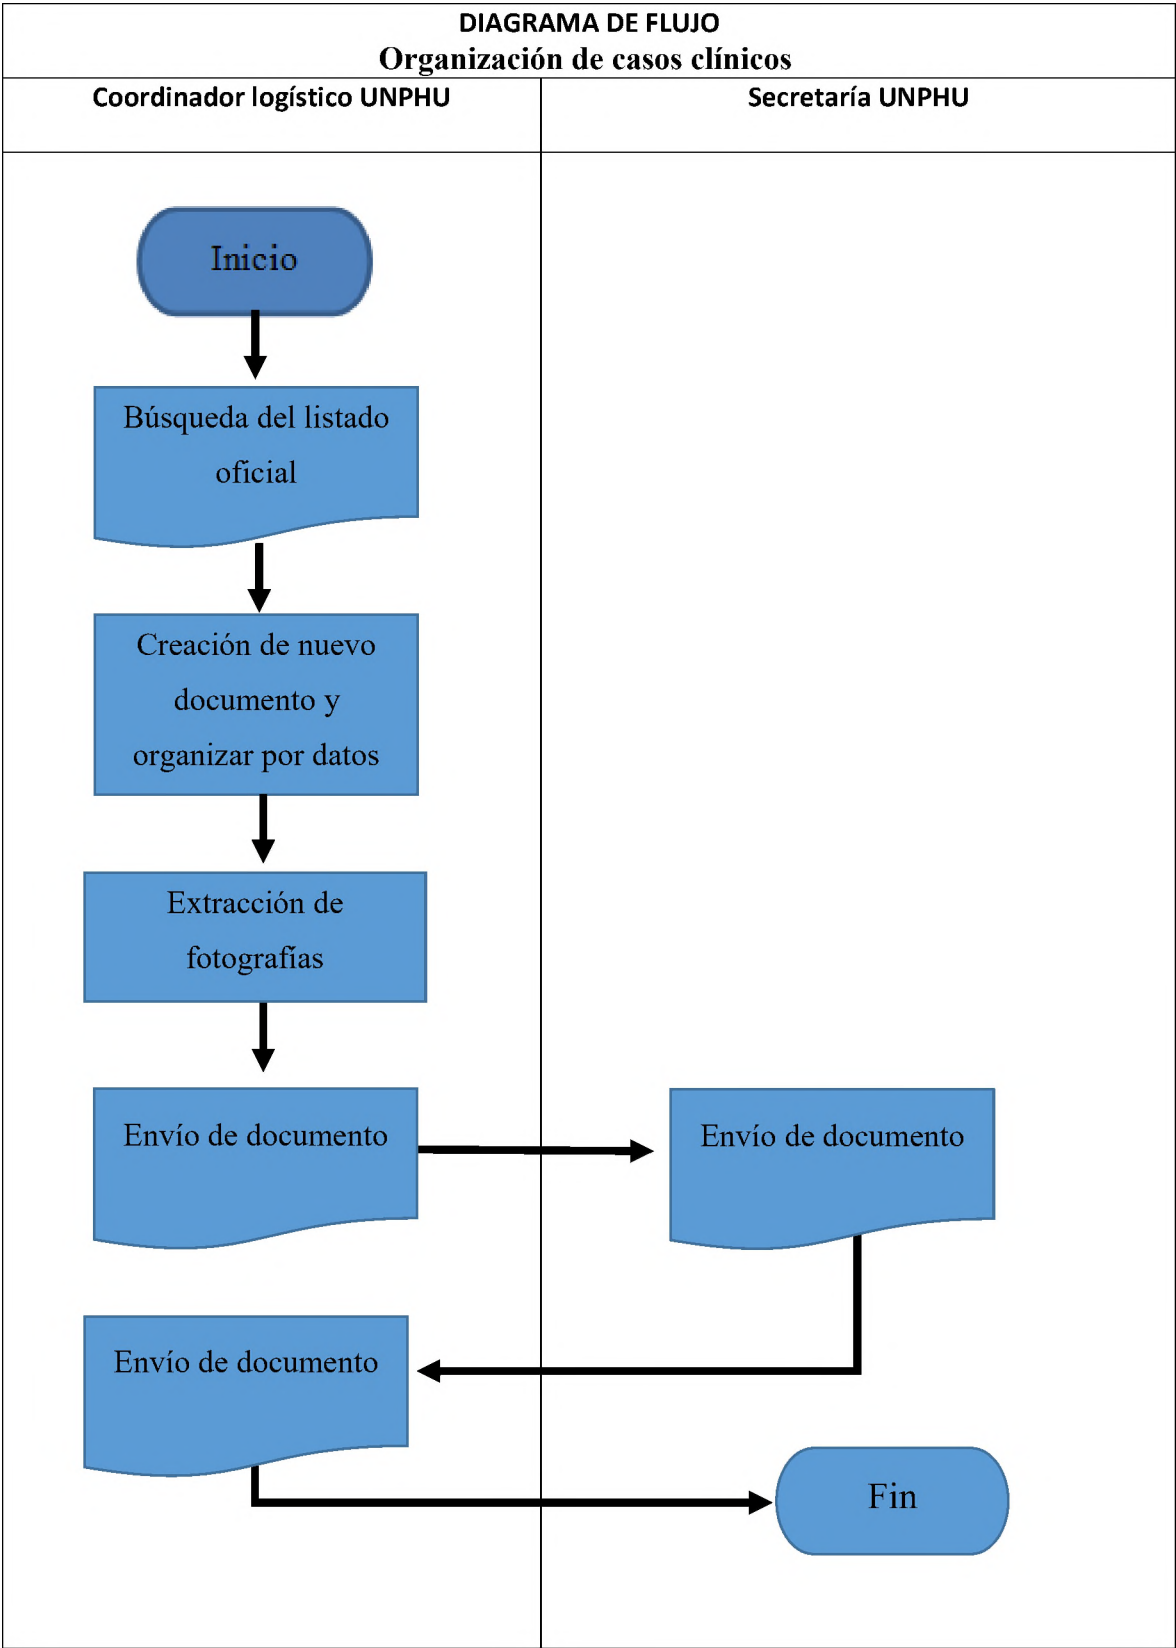 DIAGRAMA DE FLUJO
Organización de casos clínicos
Coordinador logístico UNPHU
Secretaría UNPHU
Inicio
Búsqueda del listado
oficial
Creación de nuevo
documento y
organizar por datos
Extracción de
fotografías
Envío de documento
Envío de documento
Envío de documento
Fin